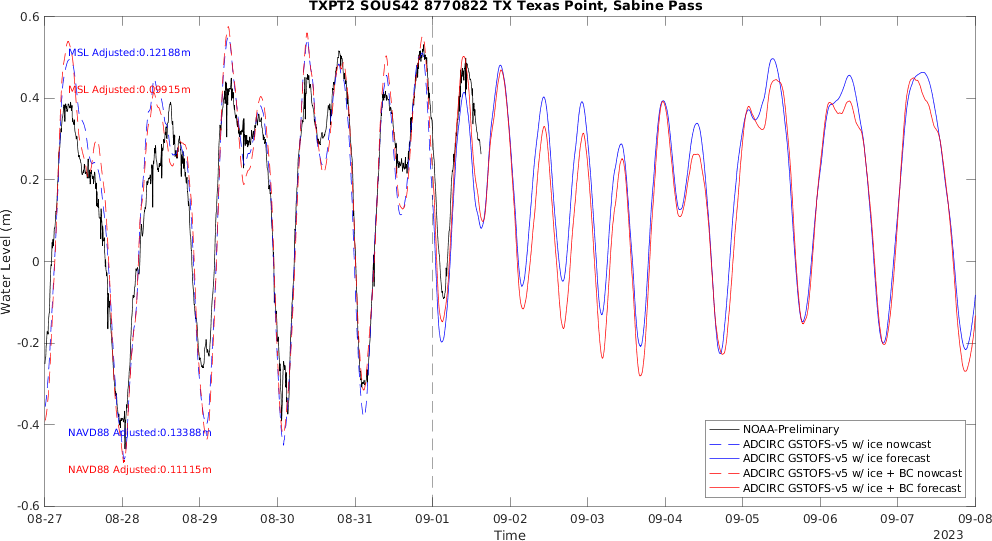 TXPT2 SOUS42 8770822 TX Texas Point, Sabine Pass
0.6
0.4
0.2
0
-0.2
-0.4
-0.6
Water Level (m)
MSL Adjusted:0.12188m
MSL Adjusted:0.09915m
NAVD88 Adjusted:0.13388m
NAVD88 Adjusted:0.11115m
NOAA-Preliminary
ADCIRC GSTOFS-v5 w/ ice nowcast
ADCIRC GSTOFS-v5 w/ ice forecast
ADCIRC GSTOFS-v5 w/ ice + BC nowcast
ADCIRC GSTOFS-v5 w/ ice + BC forecast
08-27 08-28 08-29 08-30 08-31 09-01 09-02 09-03 09-04 09-05 09-06 09-07 09-08
Time
2023